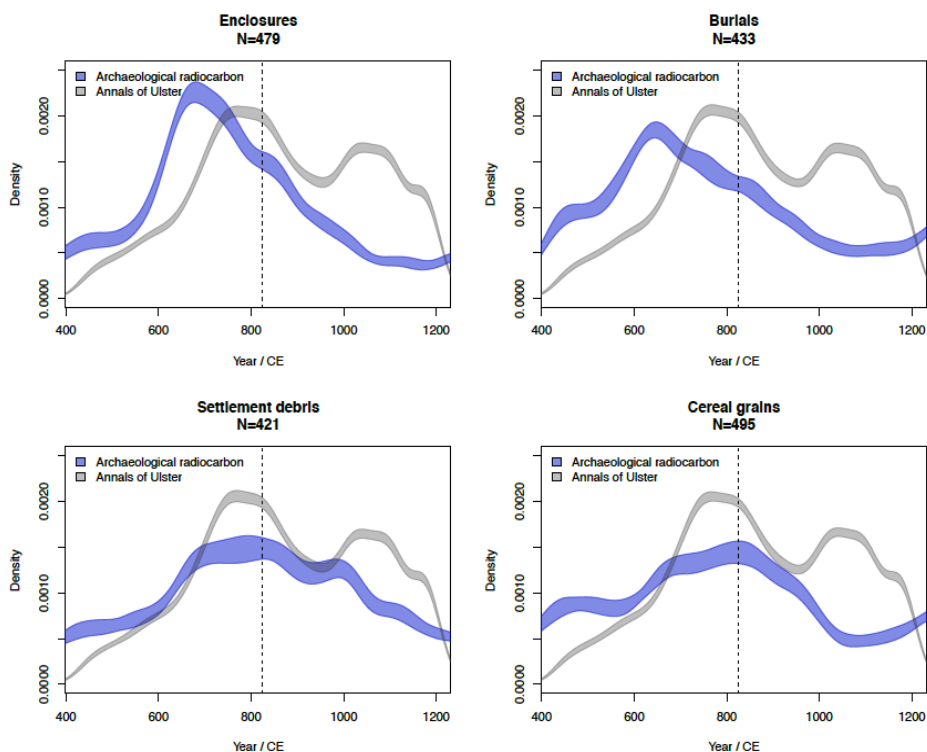 Enclosures
N=479
Archaeological radiocarbon
Annals of Ulster
Density
0.0000 0.0010 0.0020
400 600 800 1000 1200
Year / CE
Burials
N=433
Archaeological radiocarbon
Annals of Ulster
Density
0.0000 0.0010 0.0020
400 600 800 1000 1200
Year / CE
Settlement debris
N=421
Archaeological radiocarbon
Annals of Ulster
Density
0.0000 0.0010 0.0020
400 600 800 1000 1200
Year / CE
Cereal grains
N=495
Archaeological radiocarbon
Annals of Ulster
Density
0.0000 0.0010 0.0020
400 600 800 1000 1200
Year / CE